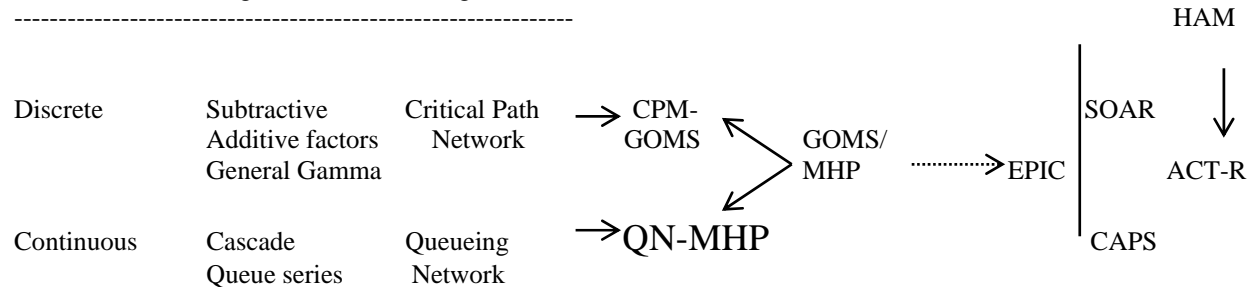 HAM
Discrete Subtractive Critical Path CPM- SOAR
Additive factors Network GOMS GOMS/
General Gamma MHP EPIC ACT-R
Continuous Cascade Queueing QN-MHP CAPS
Queue series Network